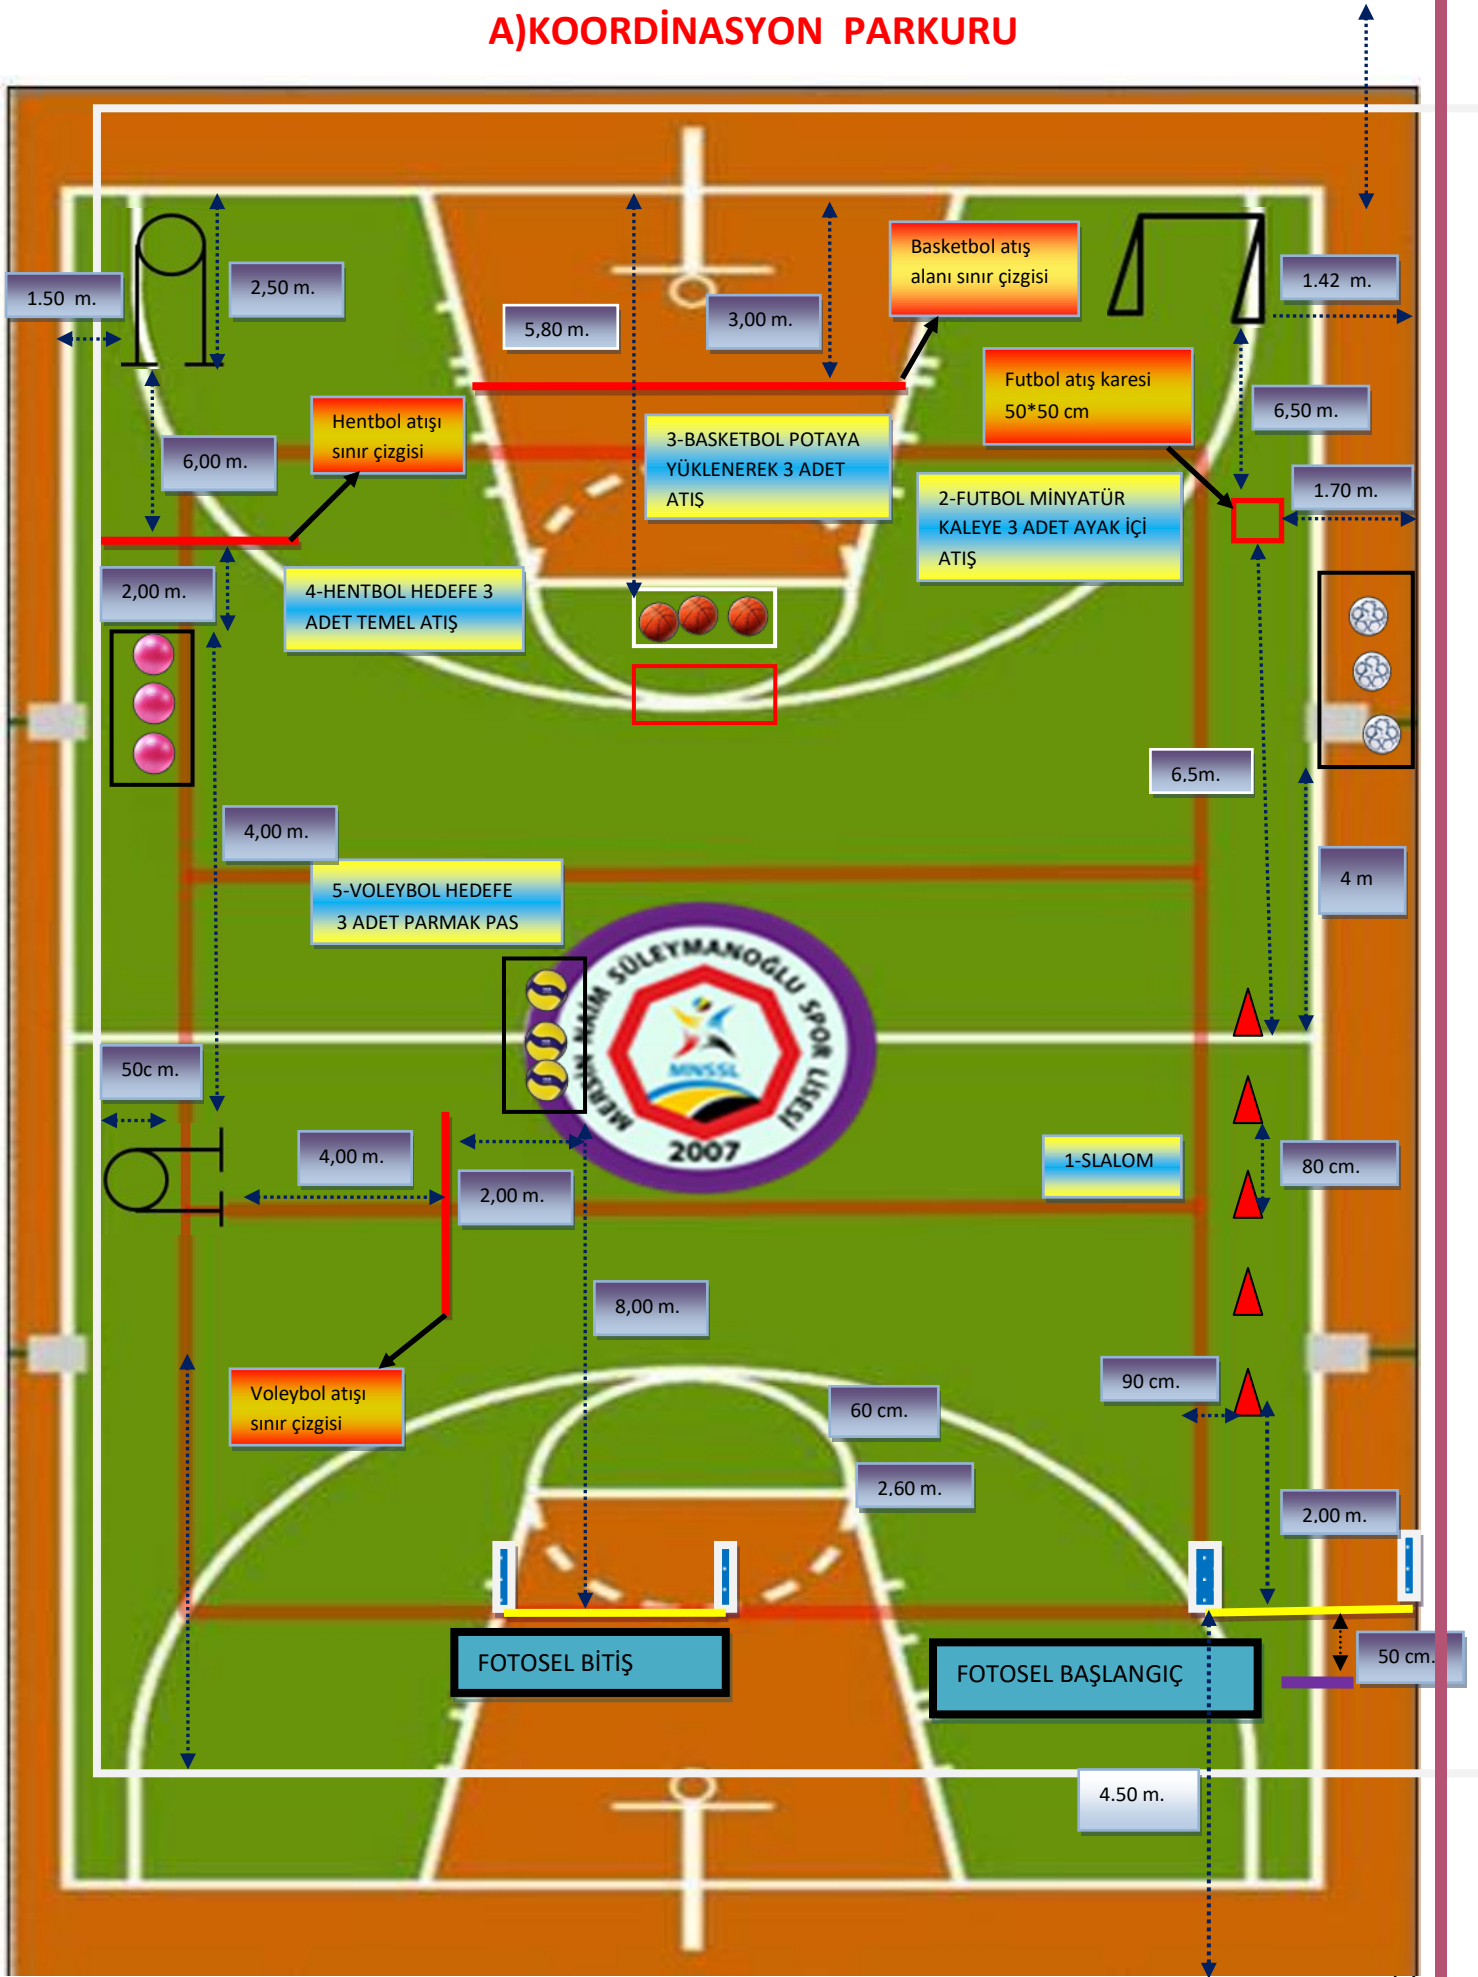 A)KOORDİNASYON PARKURU
1.50 m.
2,50 m.
5,80 m.
3,00 m.
Basketbol atış
alanı sınır çizgisi
1.42 m.
Hentbol atışı
sınır çizgisi
6,00 m.
3-BASKETBOL POTAYA
YÜKLENEREK 3 ADET
ATIŞ
Futbol atış karesi
50*50 cm
6,50 m.
1.70 m.
2-FUTBOL MİNYATÜR
KALEYE 3 ADET AYAK İÇİ
ATIŞ
2,00 m.
4-HENTBOL HEDEFE 3
ADET TEMEL ATIŞ
6.5m.
4,00 m.
4 m
5-VOLEYBOL HEDEFE
3 ADET PARMAK PAS
MERSİN NAİM SÜLEYMANOĞLU SPOR LİSESİ
MNSSL
2007
50c m.
4,00 m.
2,00 m.
1-SLALOM
80 cm.
8,00 m.
Voleybol atışı
sınır çizgisi
90 cm.
60 cm.
2.60 m.
2,00 m.
FOTOSEL BİTİŞ
FOTOSEL BAŞLANGIÇ
50 cm.
4.50 m.